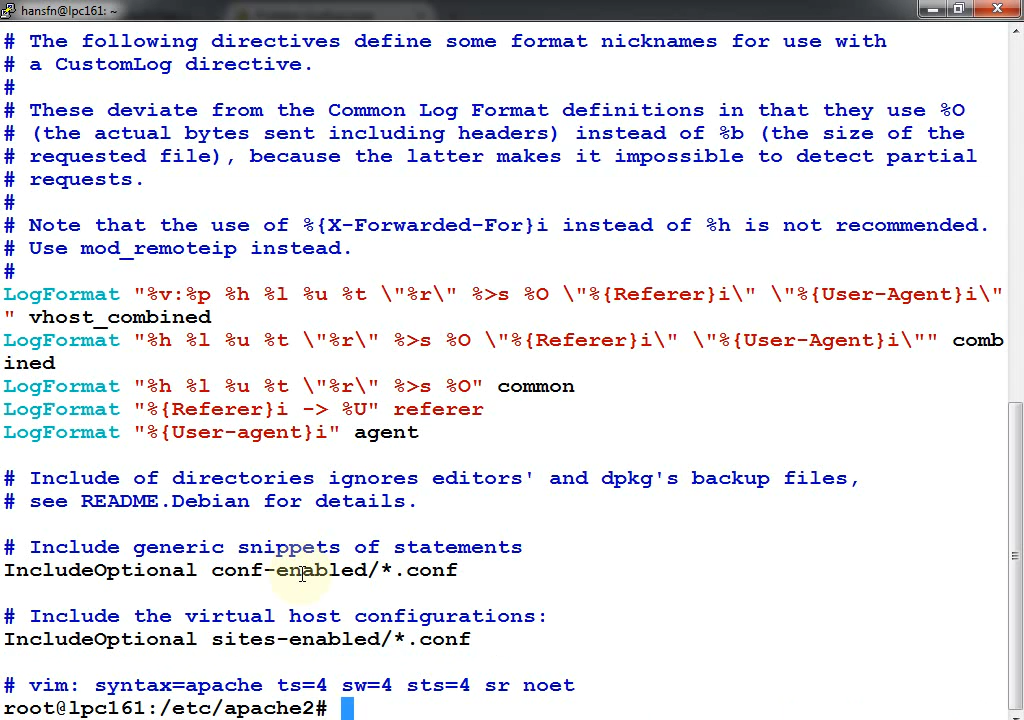 hansfn@lpc161: ~
# The following directives define some format nicknames for use with
# a CustomLog directive.
#
# These deviate from the Common Log Format definitions in that they use %O
# (the actual bytes sent including headers) instead of %b (the size of the
# requested file), because the latter makes it impossible to detect partial
# requests.
#
# Note that the use of %{X-Forwarded-For}i instead of %h is not recommended.
# Use mod_remoteip instead.
#
LogFormat "%v:%p %h %l %u %t \"%r\" %>s %O \"%{Referer}i\" \"%{User-Agent}i\"
" vhost_combined
LogFormat "%h %l %u %t \"%r\" %>s %O \"%{Referer}i\" \"%{User-Agent}i\"" comb
ined
LogFormat "%h %l %u %t \"%r\" %>s %O" common
LogFormat "%{Referer}i -> %U" referer
LogFormat "%{User-agent}i" agent
# Include of directories ignores editors' and dpkg's backup files,
# see README.Debian for details.
# Include generic snippets of statements
IncludeOptional conf-enabled/*.conf
# Include the virtual host configurations:
IncludeOptional sites-enabled/*.conf
# vim: syntax=apache ts=4 sw=4 sts=4 sr noet
root@lpc161:/etc/apache2#